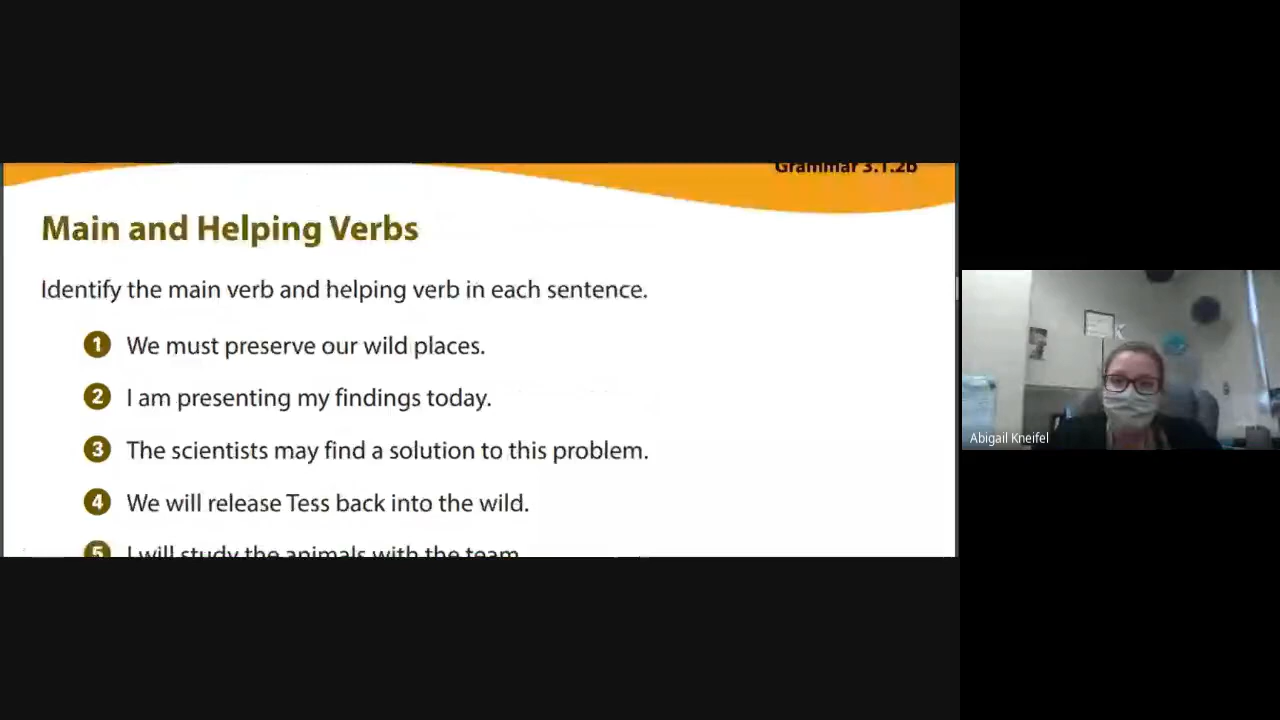 Grammar 3.1.2b
Main and Helping Verbs
Identify the main verb and helping verb in each sentence.
1 We must preserve our wild places.
2 I am presenting my findings today.
3 The scientists may find a solution to this problem.
4 We will release Tess back into the wild.
5 I will study the animals with the team
Abigail Kneifel